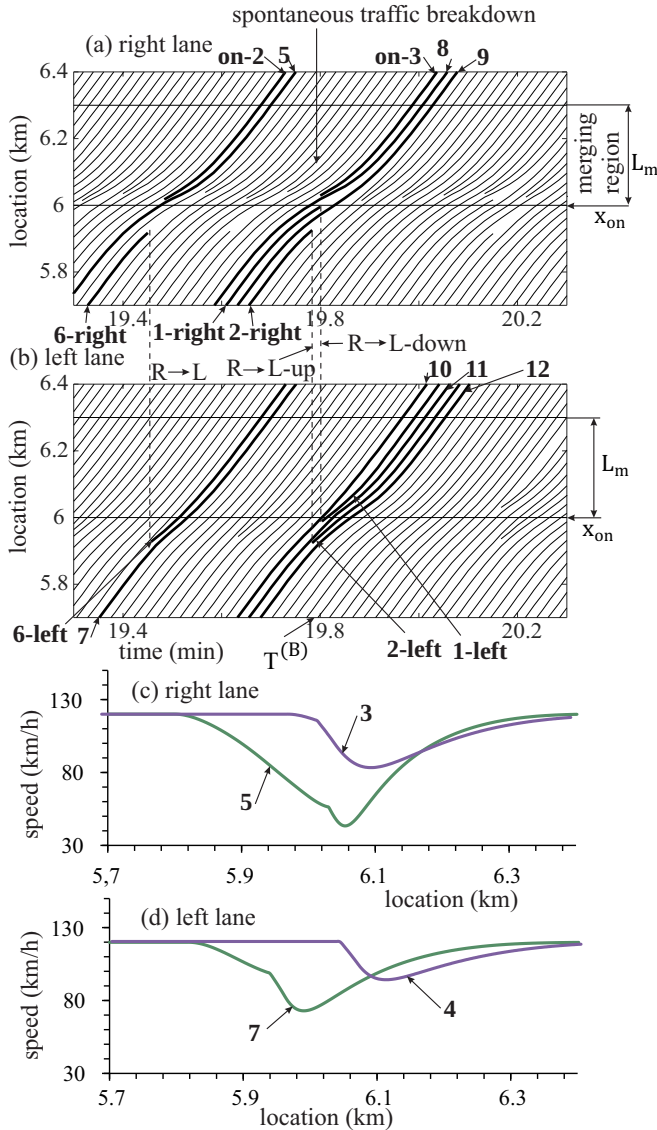 spontaneous traffic breakdown
(a) right lane
on-2 5 on-3 8 9
6.4
6.2
6
5.8
location (km)
merging region
L_m
x_on
19.4 19.8 20.2
6-right 1-right 2-right
R→L-down
(b) left lane
R→L R→L-up
10 11 12
6.4
6.2
6
5.8
location (km)
L_m
x_on
19.4 19.8 20.2
6-left 7
time (min)
T^(B)
2-left 1-left
(c) right lane
130
80
30
speed (km/h)
3
5
5,7 5.9 6.1 6.3
location (km)
(d) left lane
130
80
30
speed (km/h)
7
4
5.7 5.9 6.1 6.3
location (km)